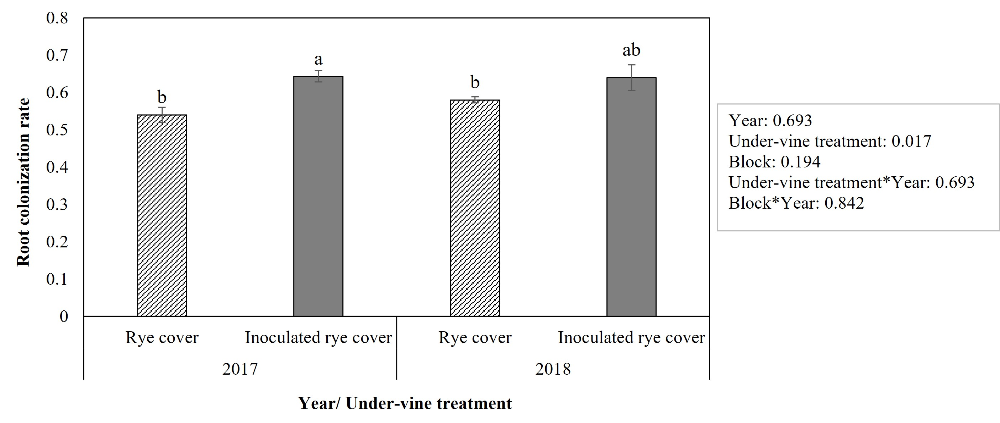 0.8
0.7
0.6
0.5
0.4
0.3
0.2
0.1
0
Root colonization rate
b
a
b
ab
Rye cover
Inoculated rye cover
Rye cover
Inoculated rye cover
2017
2018
Year/ Under-vine treatment
Year: 0.693
Under-vine treatment: 0.017
Block: 0.194
Under-vine treatment*Year: 0.693
Block*Year: 0.842